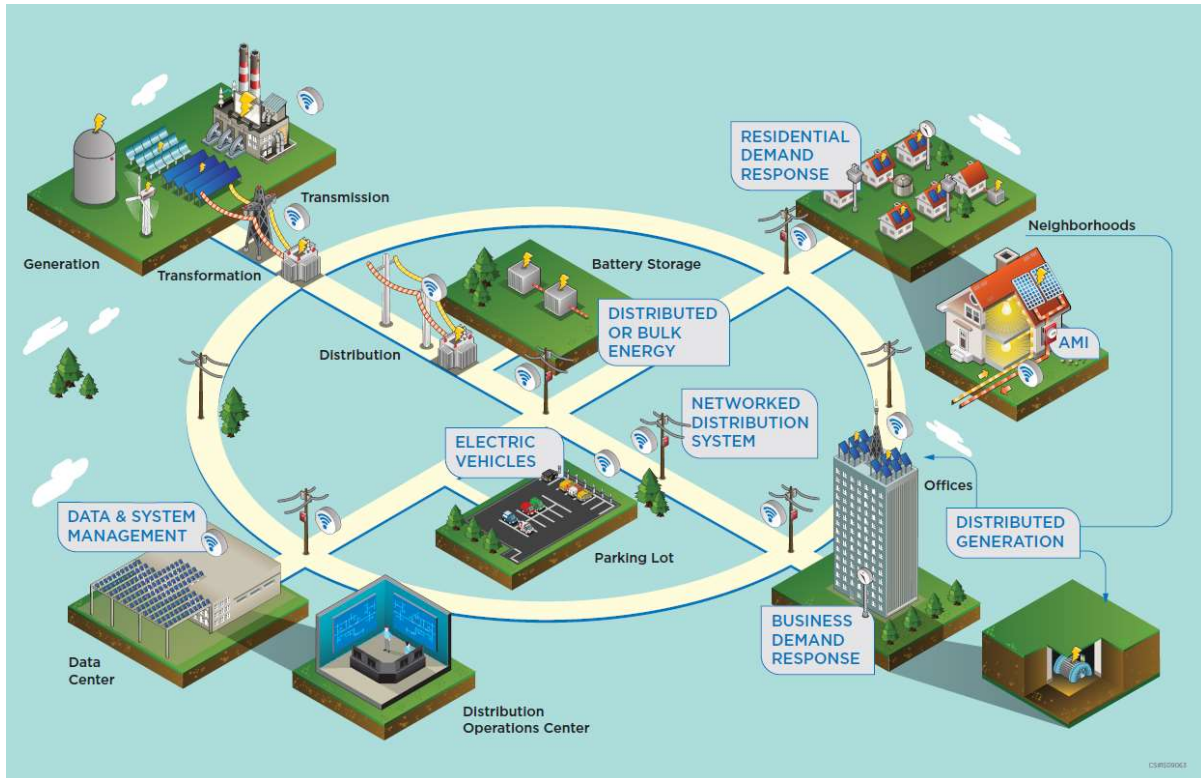 Generation
Transmission
Transformation
Distribution
Battery Storage
DISTRIBUTED
OR BULK
ENERGY
RESIDENTIAL
DEMAND
RESPONSE
Neighborhoods
AMI
NETWORKED
DISTRIBUTION
SYSTEM
ELECTRIC
VEHICLES
Parking Lot
Offices
DISTRIBUTED
GENERATION
BUSINESS
DEMAND
RESPONSE
DATA & SYSTEM
MANAGEMENT
Data
Center
Distribution
Operations Center